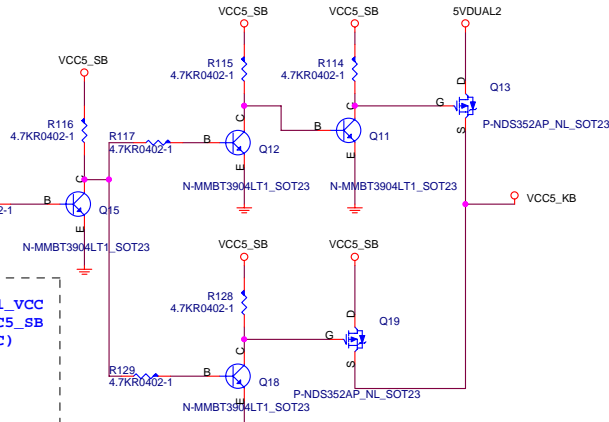 VCC5_SB
VCC5_SB
5VDUAL2
VCC5_SB
R115
4.7KR0402-1
R114
4.7KR0402-1
D
Q13
G
S
P-NDS352AP_NL_SOT23
R116
4.7KR0402-1
R117
4.7KR0402-1
C
B
Q12
E
C
B
Q11
E
N-MMBT3904LT1_SOT23
N-MMBT3904LT1_SOT23
VCC5_KB
C
B
Q15
E
2-1
N-MMBT3904LT1_SOT23
VCC5_SB
VCC5_SB
R128
4.7KR0402-1
D
Q19
G
S
P-NDS352AP_NL_SOT23
_VCC
C5_SB
C)
R129
4.7KR0402-1
C
B
Q18
E
N-MMBT3904LT1_SOT23